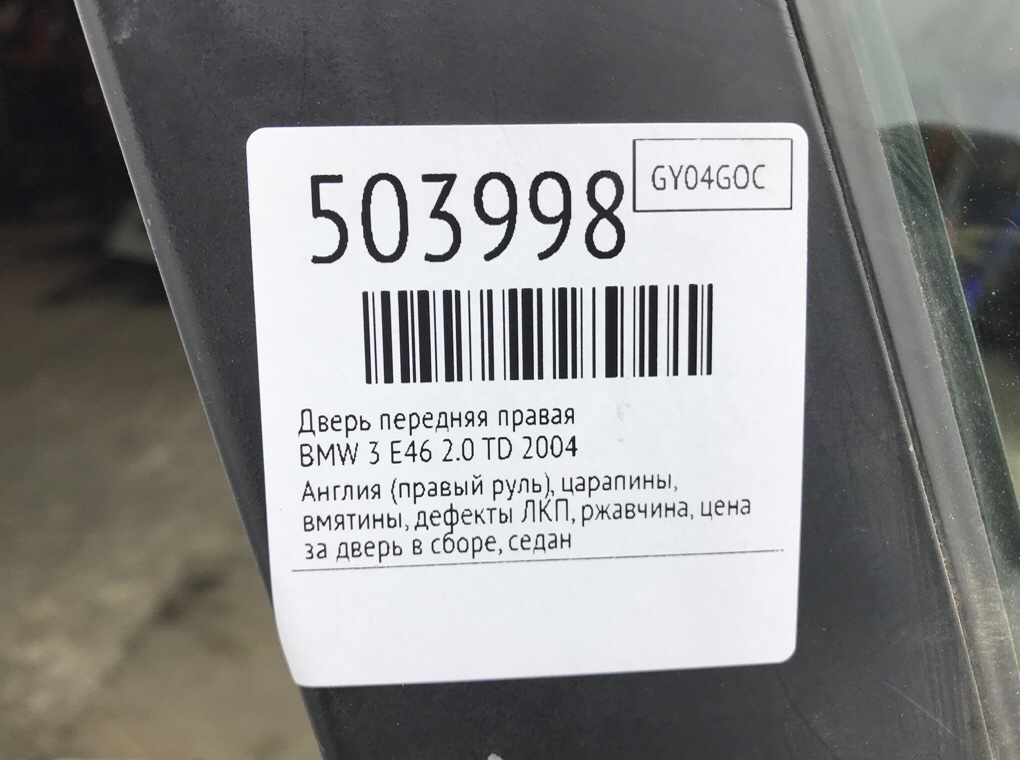 503998
GY04GOC
Дверь передняя правая
BMW 3 E46 2.0 TD 2004
Англия (правый руль), царапины,
вмятины, дефекты ЛКП, ржавчина, цена
за дверь в сборе, седан